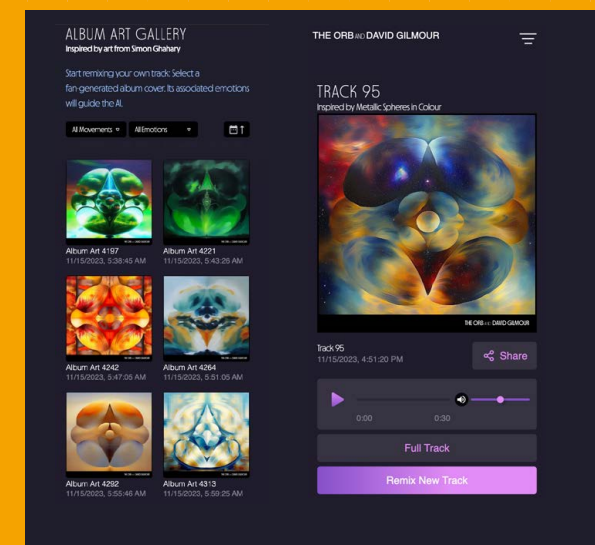 ALBUM ART GALLERY
Inspired by art from Simon Ghahary
Start remixing your own track: Select a
fan-generated album cover. Its associated emotions
will guide the AI.
All Movements
All Emotions
Album Art 4197
11/15/2023, 5:38:45 AM
Album Art 4221
11/15/2023, 5:43:26 AM
Album Art 4242
11/15/2023, 5:47:05 AM
Album Art 4264
11/15/2023, 5:51:05 AM
Album Art 4292
11/15/2023, 5:55:46 AM
Album Art 4313
11/15/2023, 5:59:25 AM
THE ORB AND DAVID GILMOUR
TRACK 95
Inspired by Metallic Spheres in Colour
THE ORB AND DAVID GILMOUR
Track 95
11/15/2023, 4:51:20 PM
Share
0:00
0:30
Full Track
Remix New Track